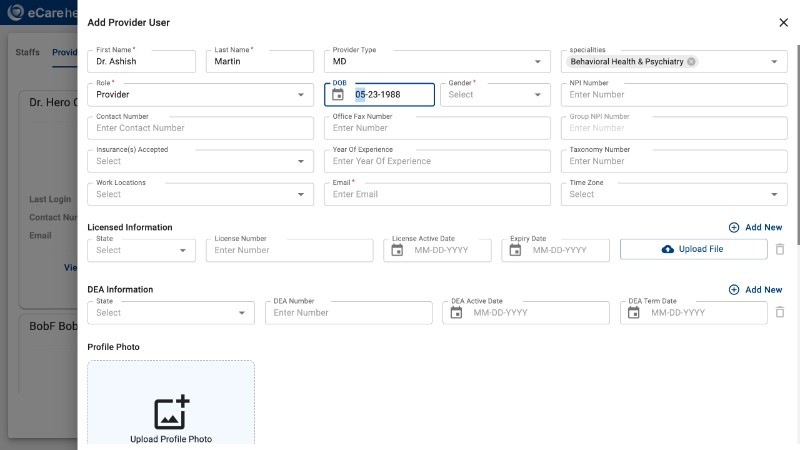 eCare he
Add Provider User
Staffs
Provid
First Name *
Dr. Ashish
Last Name *
Martin
Provider Type
MD
specialities
Behavioral Health & Psychiatry
Role *
Provider
DOB
05-23-1988
Gender *
Select
NPI Number
Enter Number
Contact Number
Enter Contact Number
Office Fax Number
Enter Number
Group NPI Number
Enter Number
Insurance(s) Accepted
Select
Year Of Experience
Enter Year Of Experience
Taxonomy Number
Enter Number
Work Locations
Select
Email *
Enter Email
Time Zone
Select
Dr. Hero C
Last Login
Contact Num
Email
Vie
BobF Bob
Licensed Information
Add New
State
Select
License Number
Enter Number
License Active Date
MM-DD-YYYY
Expiry Date
MM-DD-YYYY
Upload File
DEA Information
Add New
State
Select
DEA Number
Enter Number
DEA Active Date
MM-DD-YYYY
DEA Term Date
MM-DD-YYYY
Profile Photo
Upload Profile Photo